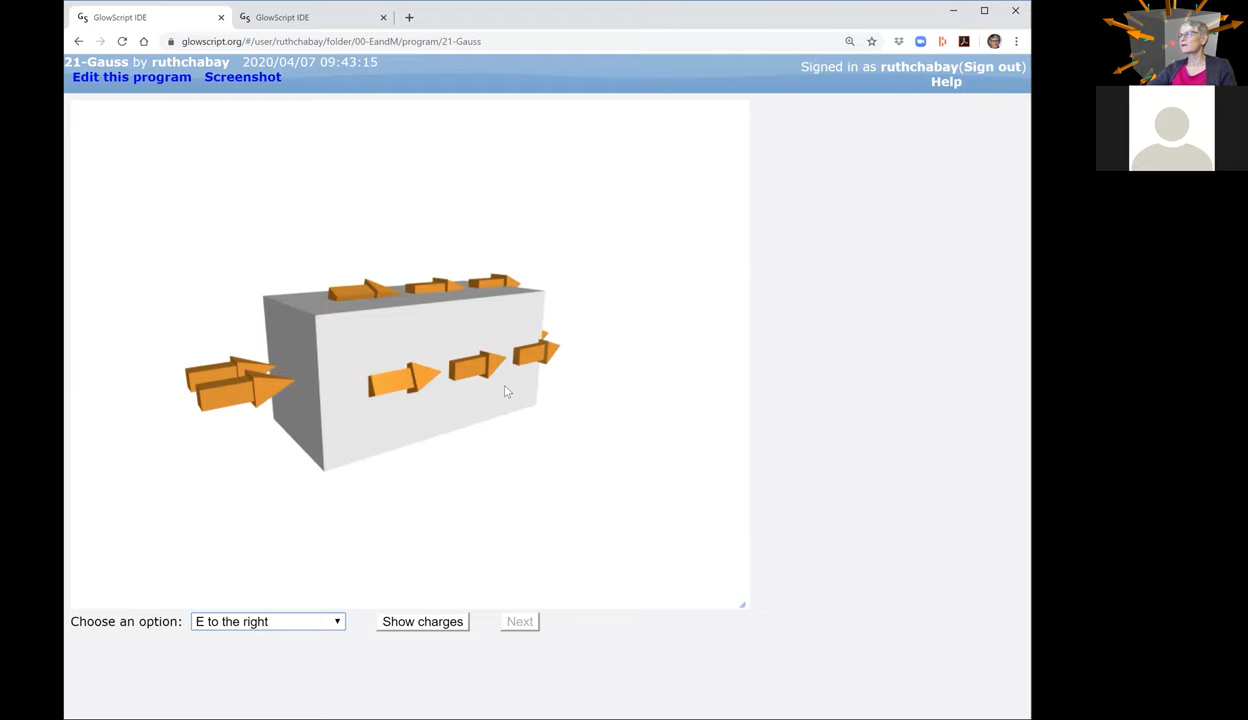 GlowScript IDE
GlowScript IDE
glowscript.org/#/user/ruthchabay/folder/00-EandM/program/21-Gauss
21-Gauss by ruthchabay 2020/04/07 09:43:15
Signed in as ruthchabay(Sign out)
Edit this program Screenshot
Help
Choose an option: E to the right Show charges Next